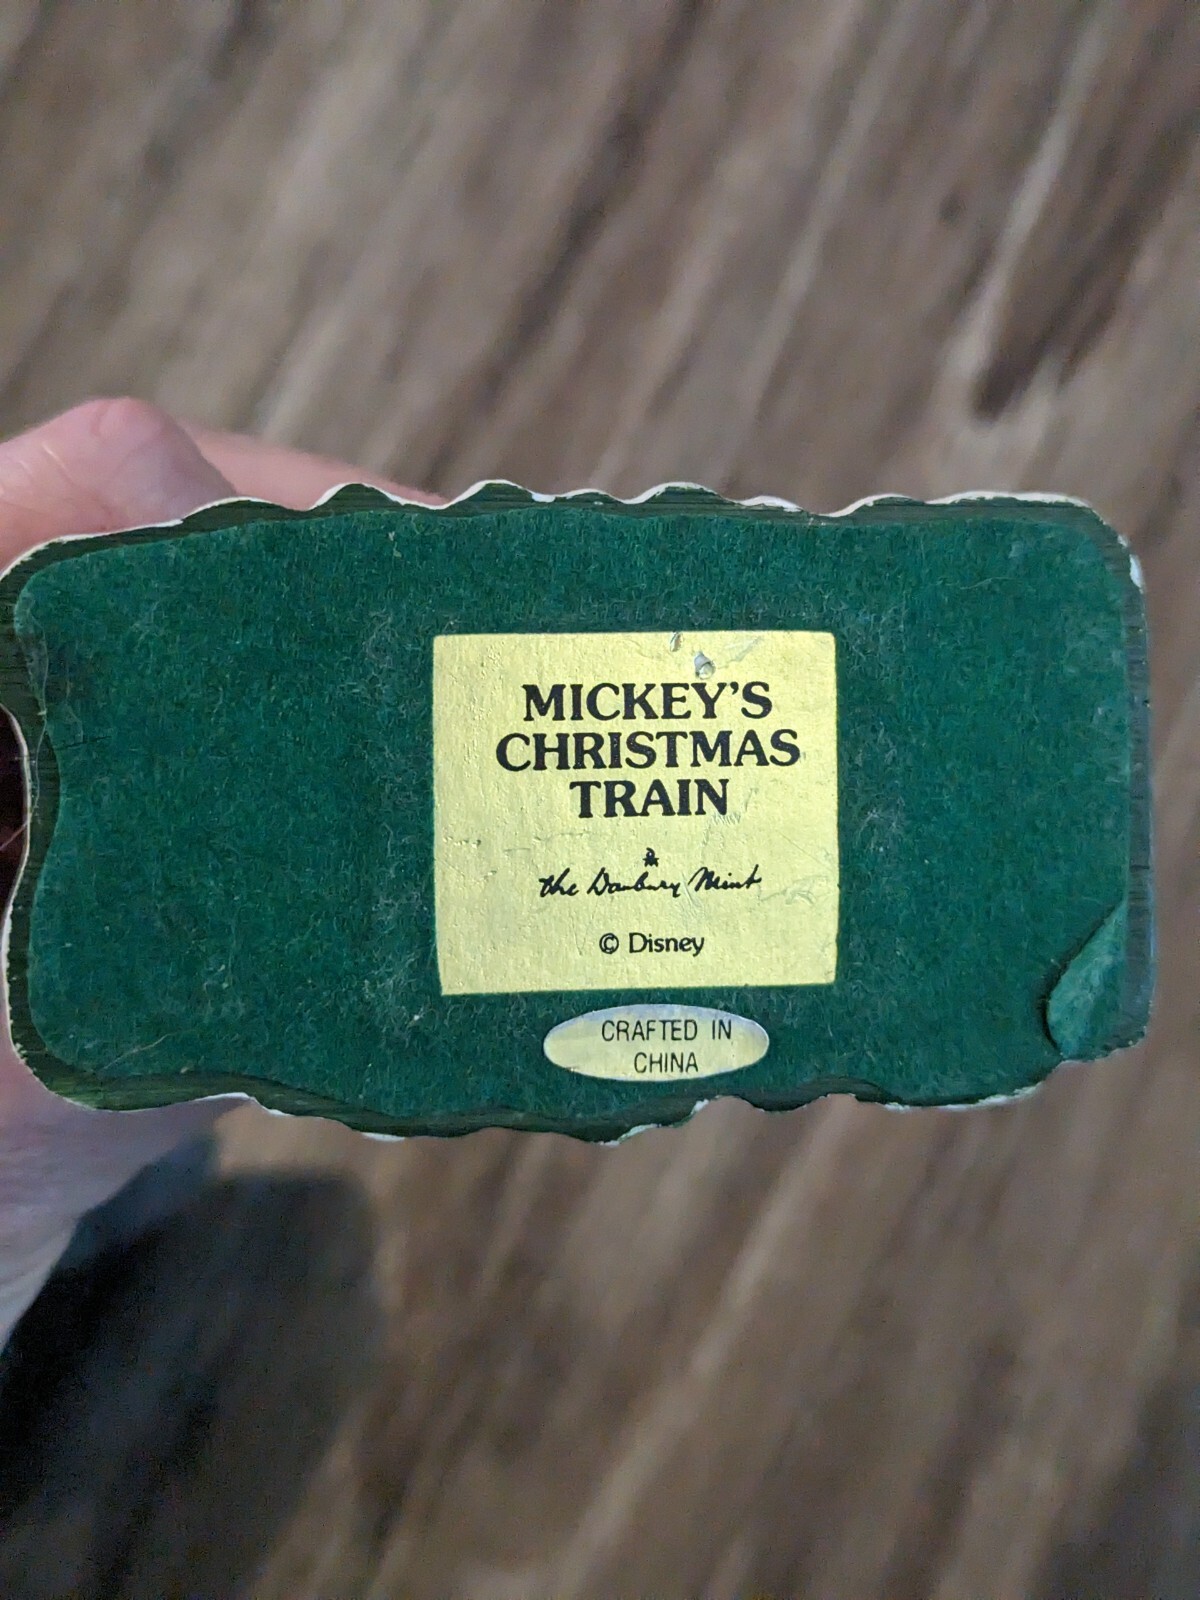 MICKEY'S
CHRISTMAS
TRAIN
the Danbury Mint
© Disney
CRAFTED IN
CHINA